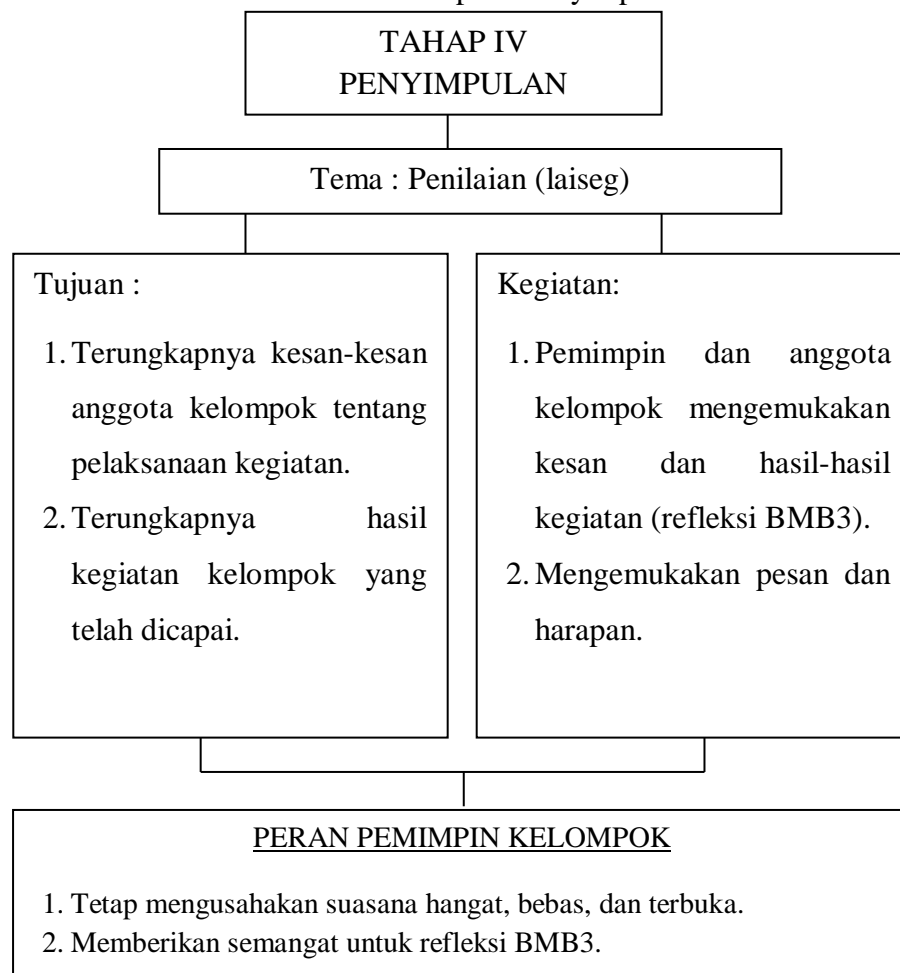 TAHAP IV
PENYIMPULAN
Tema : Penilaian (laiseg)
Tujuan :
1. Terungkapnya kesan-kesan
anggota kelompok tentang
pelaksanaan kegiatan.
2. Terungkapnya hasil
kegiatan kelompok yang
telah dicapai.
Kegiatan:
1. Pemimpin dan anggota
kelompok mengemukakan
kesan dan hasil-hasil
kegiatan (refleksi BMB3).
2. Mengemukakan pesan dan
harapan.
PERAN PEMIMPIN KELOMPOK
1. Tetap mengusahakan suasana hangat, bebas, dan terbuka.
2. Memberikan semangat untuk refleksi BMB3.